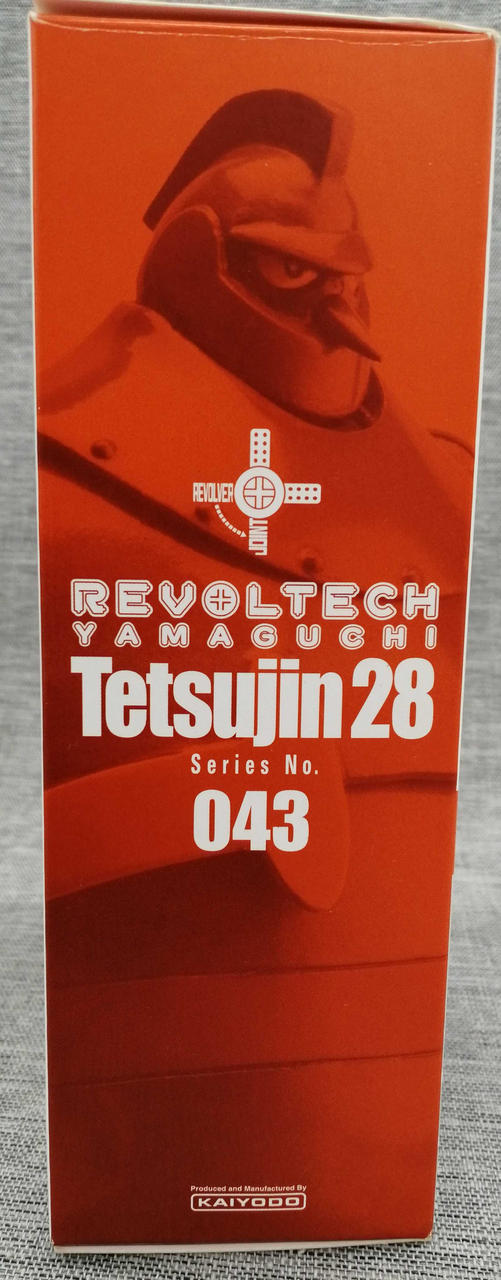 REVOLVER
JOINT
REVOLTECH
YAMAGUCHI
Tetsujin 28
Series No.
043
Produced and Manufactured By
KAIYODO